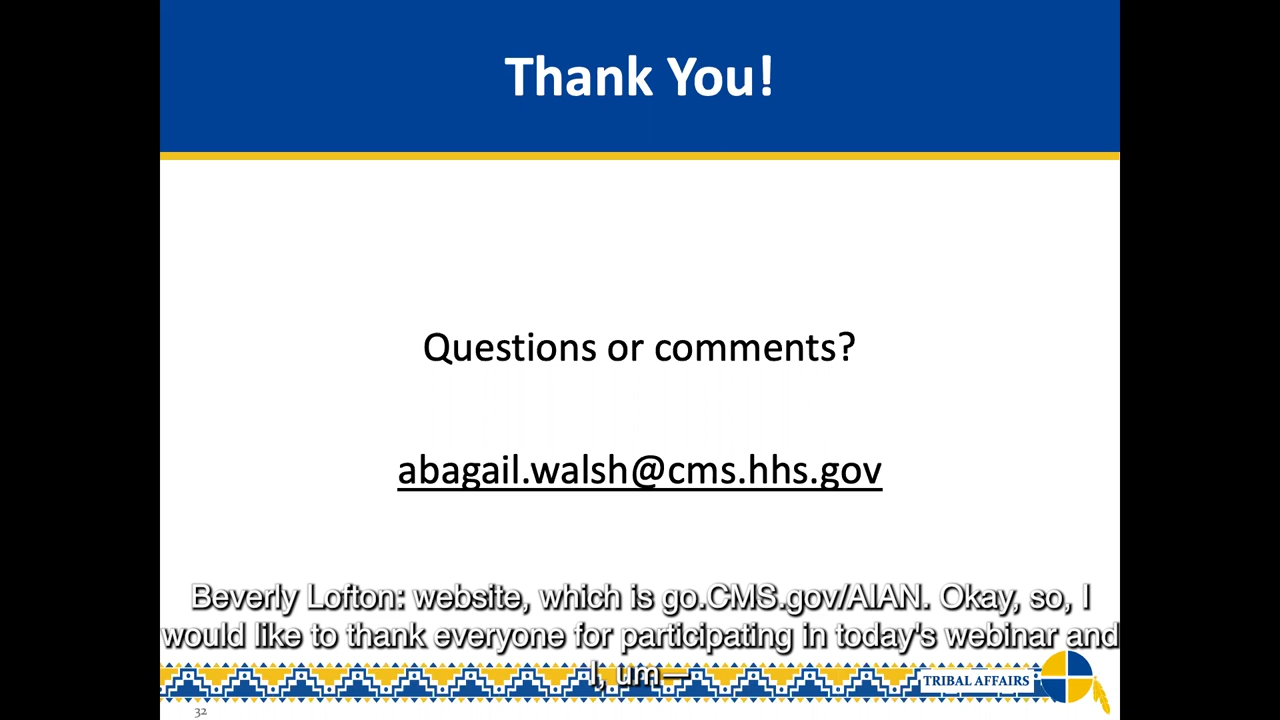 Thank You!
Questions or comments?
abagail.walsh@cms.hhs.gov
Beverly Lofton: website, which is go.CMS.gov/AIAN. Okay, so, I
would like to thank everyone for participating in today's webinar and
I, um—
TRIBAL AFFAIRS
32